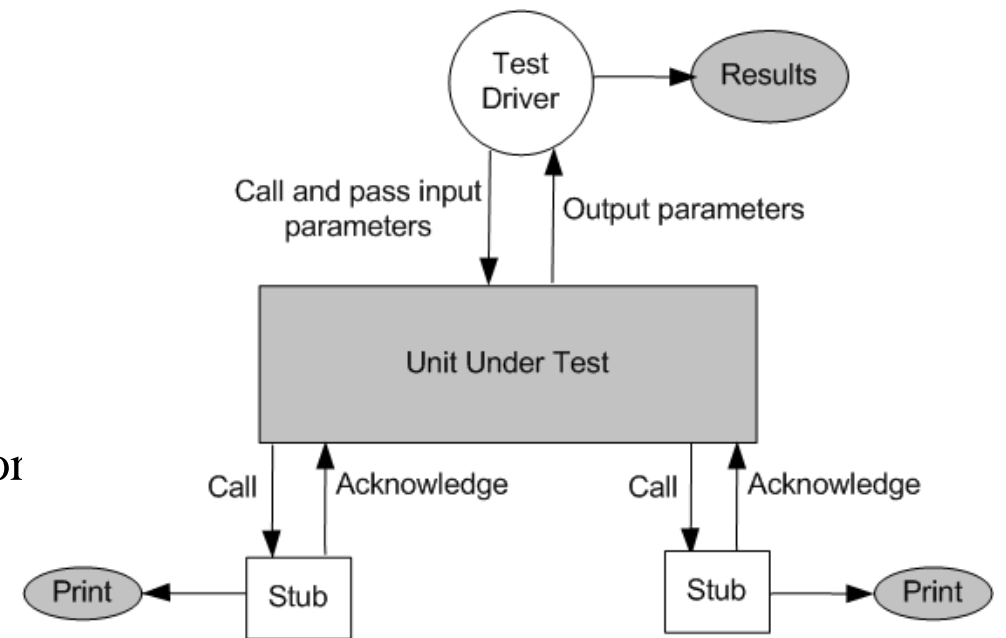 Test
Driver
Results
Call and pass input
parameters
Output parameters
Unit Under Test
or
Call
Acknowledge
Call
Acknowledge
Print
Stub
Stub
Print